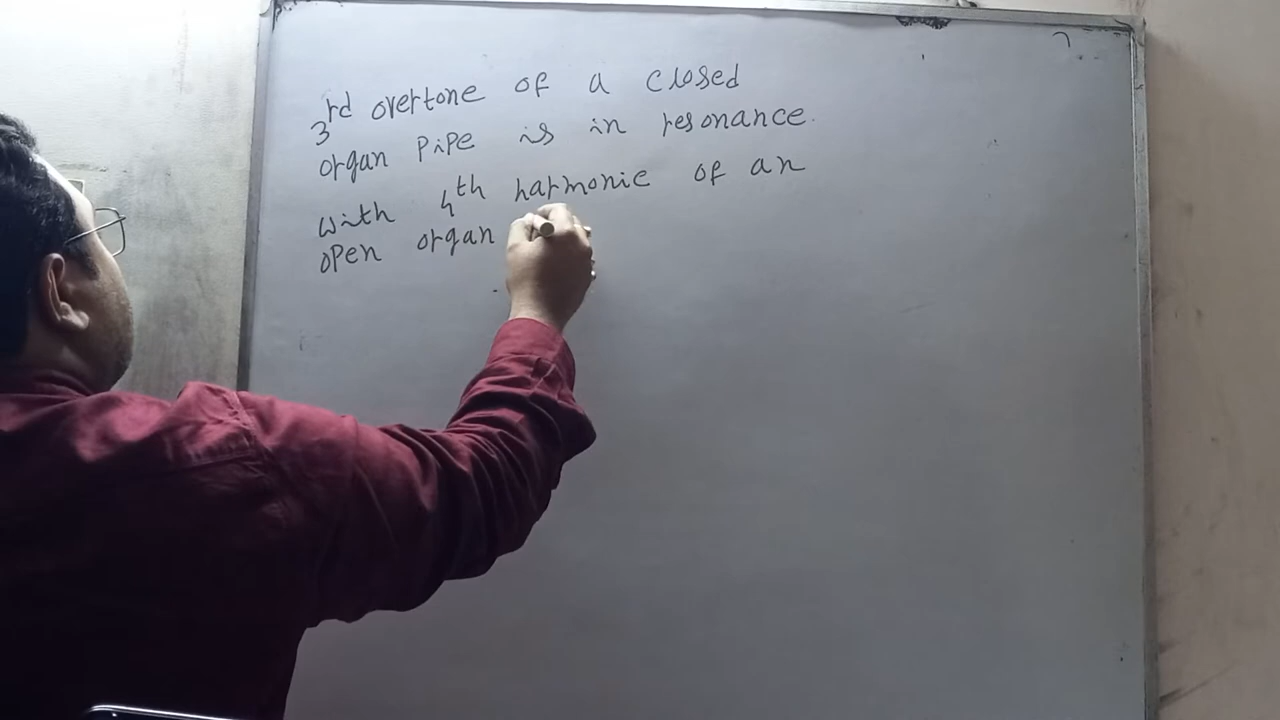 3rd overtone of a closed
organ pipe is in resonance.
with 4th harmonic of an
open organ